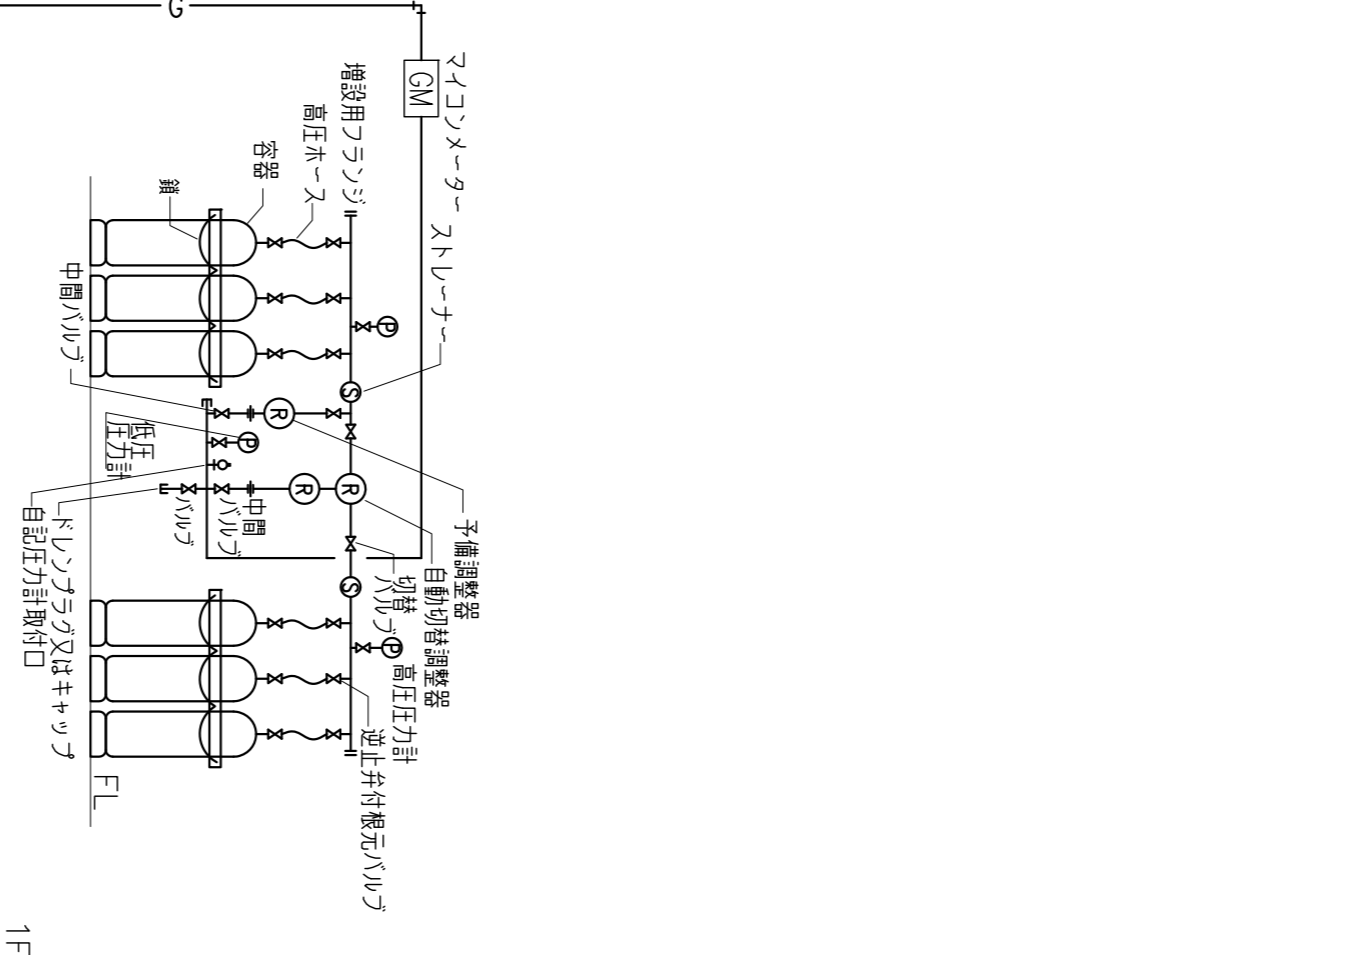 G
GM
マイコンメーター
ストレーナー
増設用フランジ
高圧ホース
容器
鎖
P
S
中間バルブ
R
P
低圧
圧力計
R
R
中間
バルブ
バルブ
予備調整器
自動切替調整器
切替
バルブ
S
P
高圧圧力計
逆止弁付根元バルブ
ドレンプラグ又はキャップ
自記圧力計取付口
FL
1F